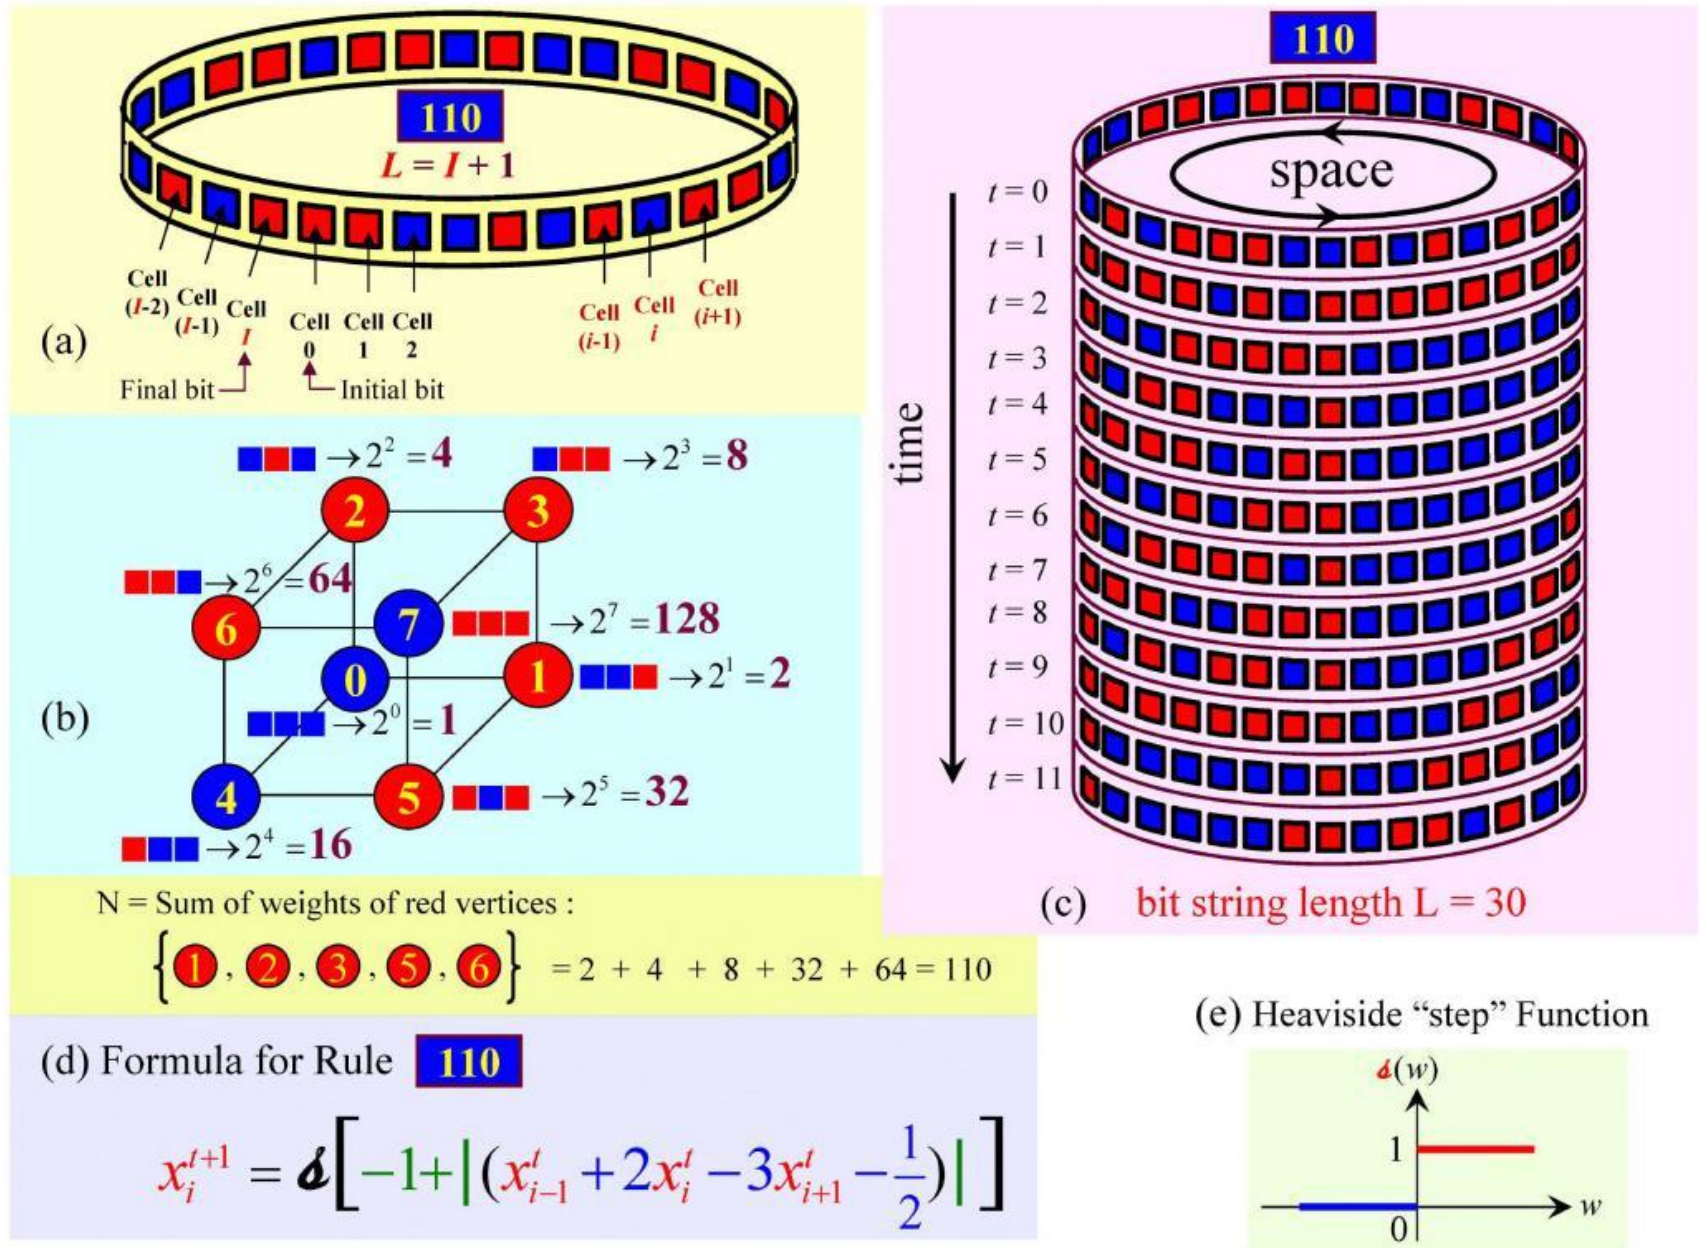 110
L = I + 1
Cell (I-2)
Cell (I-1)
Cell I
Cell 0
Cell 1
Cell 2
Cell (i-1)
Cell i
Cell (i+1)
(a)
Final bit
Initial bit
→2² = 4
→2³ = 8
2
3
→2⁶ = 64
6
7
→2⁷ = 128
0
1
→2¹ = 2
(b)
→2⁰ = 1
4
5
→2⁵ = 32
→2⁴ = 16
N = Sum of weights of red vertices :
{1 , 2 , 3 , 5 , 6} = 2 + 4 + 8 + 32 + 64 = 110
110
space
time
t = 0
t = 1
t = 2
t = 3
t = 4
t = 5
t = 6
t = 7
t = 8
t = 9
t = 10
t = 11
(c) bit string length L = 30
(d) Formula for Rule 110
x_i^{t+1} = s[-1+|(x_{i-1}^t + 2x_i^t - 3x_{i+1}^t - 1/2)|]
(e) Heaviside “step” Function
s(w)
1
0
w